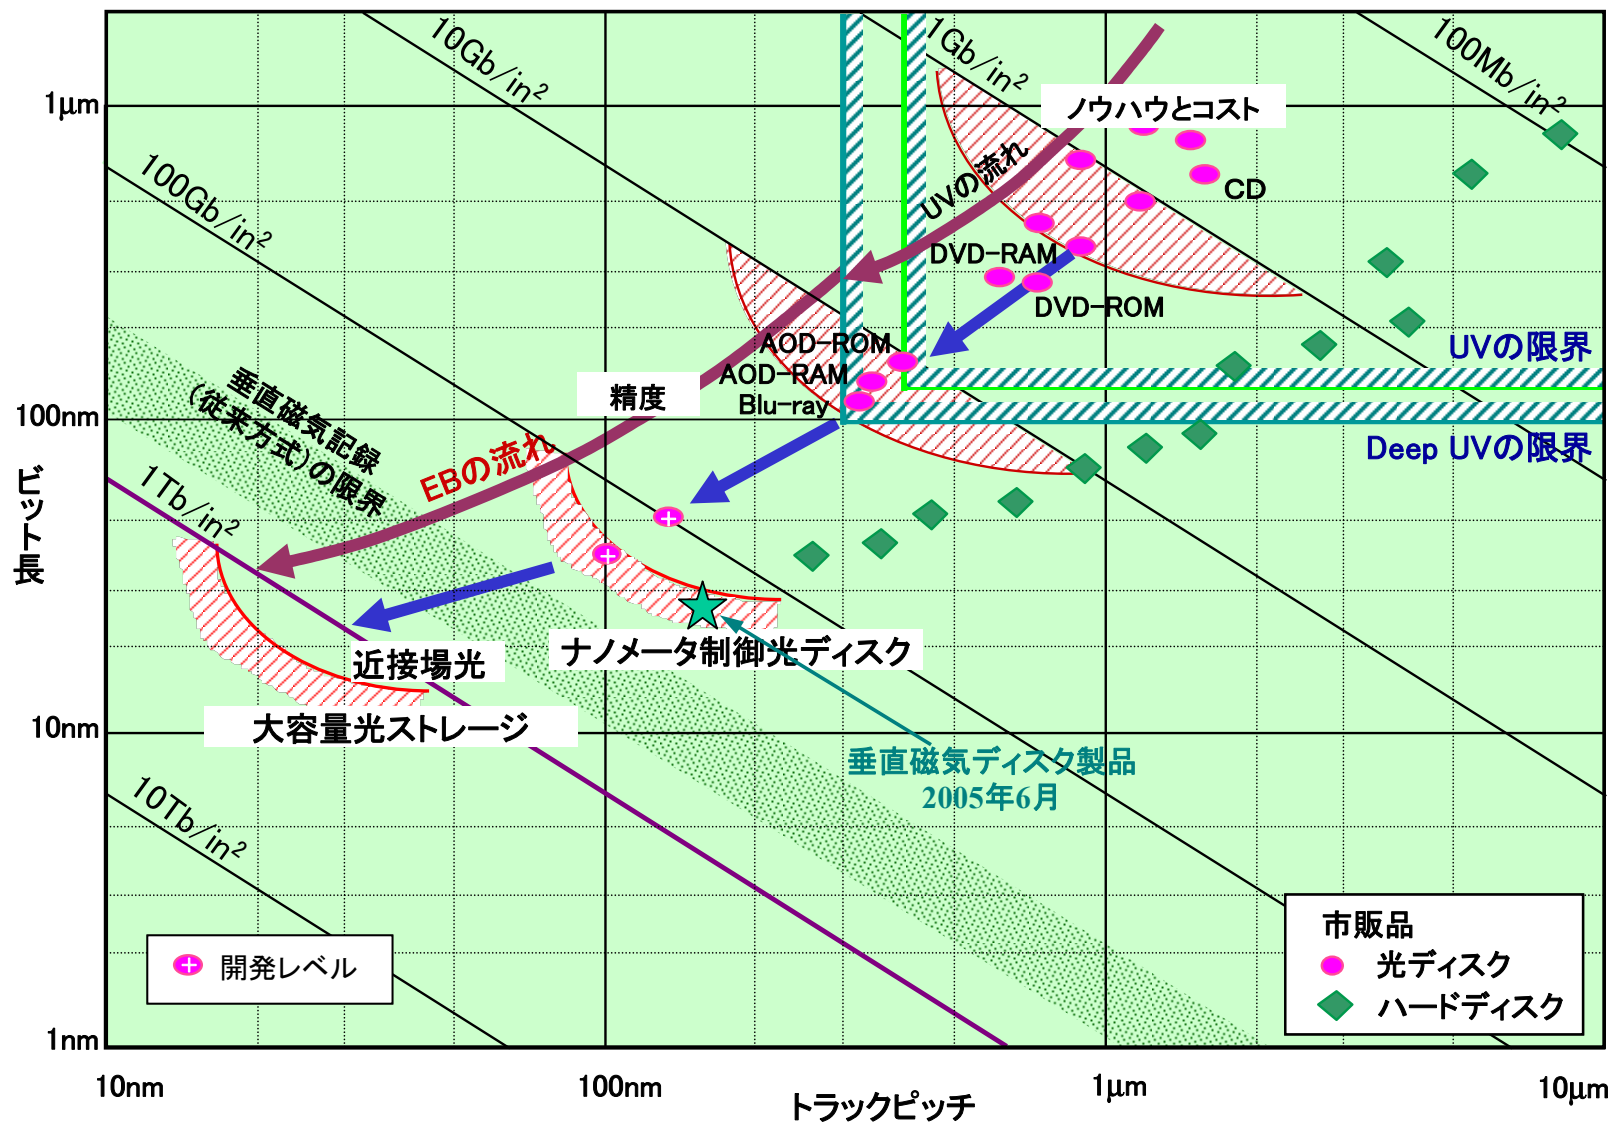 10Gb/in2
1Gb/in2
100Mb/in2
1μm
ノウハウとコスト
100Gb/in2
UVの流れ
CD
DVD-RAM
DVD-ROM
AOD-ROM
UVの限界
AOD-RAM
精度
Blu-ray
100nm
垂直磁気記録
(従来方式)の限界
Deep UVの限界
EBの流れ
1Tb/in2
ビット長
ナノメータ制御光ディスク
近接場光
大容量光ストレージ
10nm
垂直磁気ディスク製品
2005年6月
10Tb/in2
市販品
光ディスク
ハードディスク
開発レベル
1nm
10nm
100nm
1μm
10μm
トラックピッチ